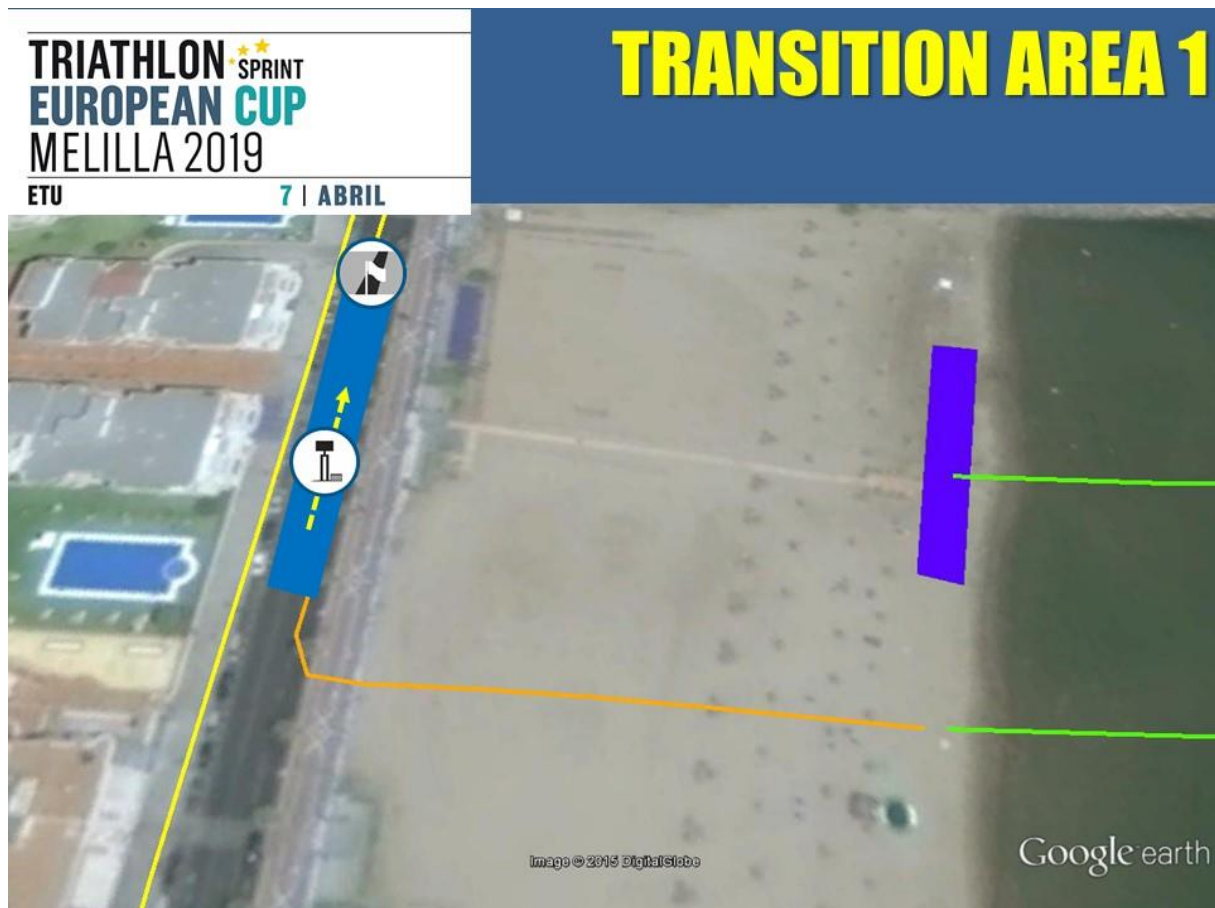 TRIATHLON SPRINT
EUROPEAN CUP
MELILLA 2019
ETU 7 | ABRIL
TRANSITION AREA 1
Image © 2015 DigitalGlobe
Google earth